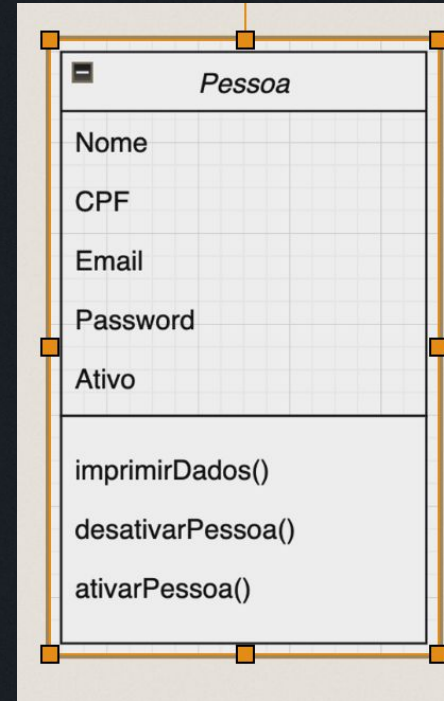 Pessoa
Nome
CPF
Email
Password
Ativo
imprimirDados()
desativarPessoa()
ativarPessoa()